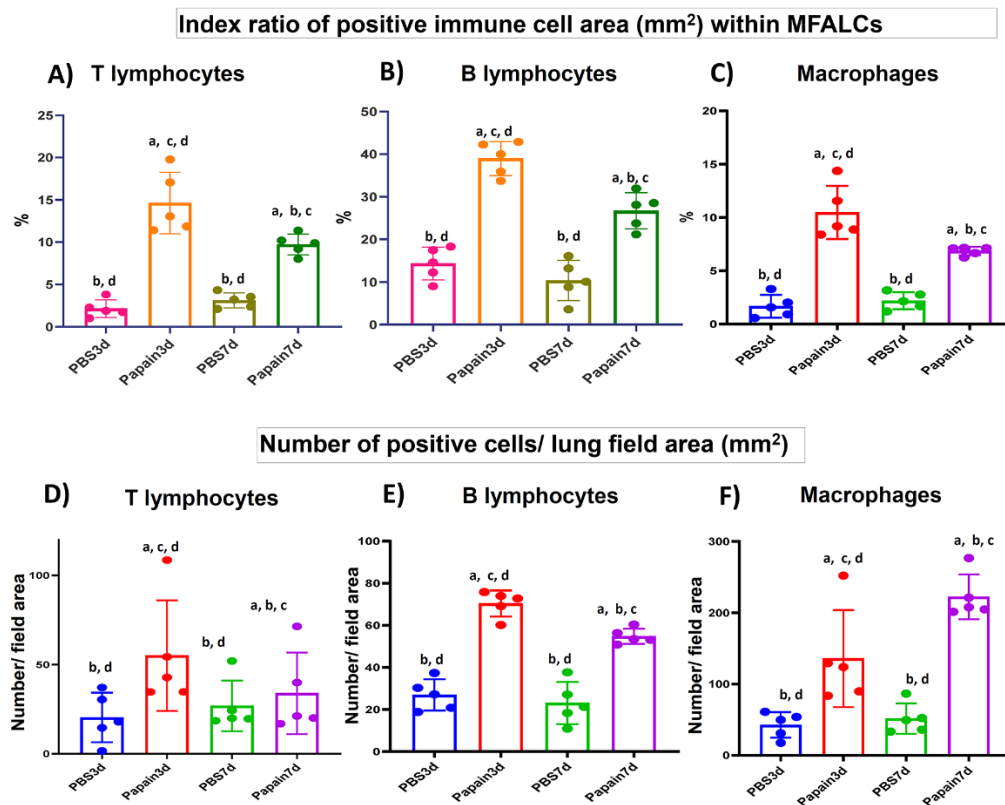 Index ratio of positive immune cell area (mm²) within MFALCs
A) T lymphocytes
25
20
15
10
5
0
%
b, d
a, c, d
b, d
a, b, c
PBS3d
Papain3d
PBS7d
Papain7d
B) B lymphocytes
50
40
30
20
10
0
%
b, d
a, c, d
b, d
a, b, c
PBS3d
Papain3d
PBS7d
Papain7d
C) Macrophages
20
15
10
5
0
%
b, d
a, c, d
b, d
a, b, c
PBS3d
Papain3d
PBS7d
Papain7d
Number of positive cells/ lung field area (mm²)
D) T lymphocytes
100
50
0
Number/ field area
b, d
a, c, d
b, d
a, b, c
PBS3d
Papain3d
PBS7d
Papain7d
E) B lymphocytes
100
80
60
40
20
0
Number/ field area
b, d
a, c, d
b, d
a, b, c
PBS3d
Papain3d
PBS7d
Papain7d
F) Macrophages
300
200
100
0
Number/ field area
b, d
a, c, d
b, d
a, b, c
PBS3d
Papain3d
PBS7d
Papain7d